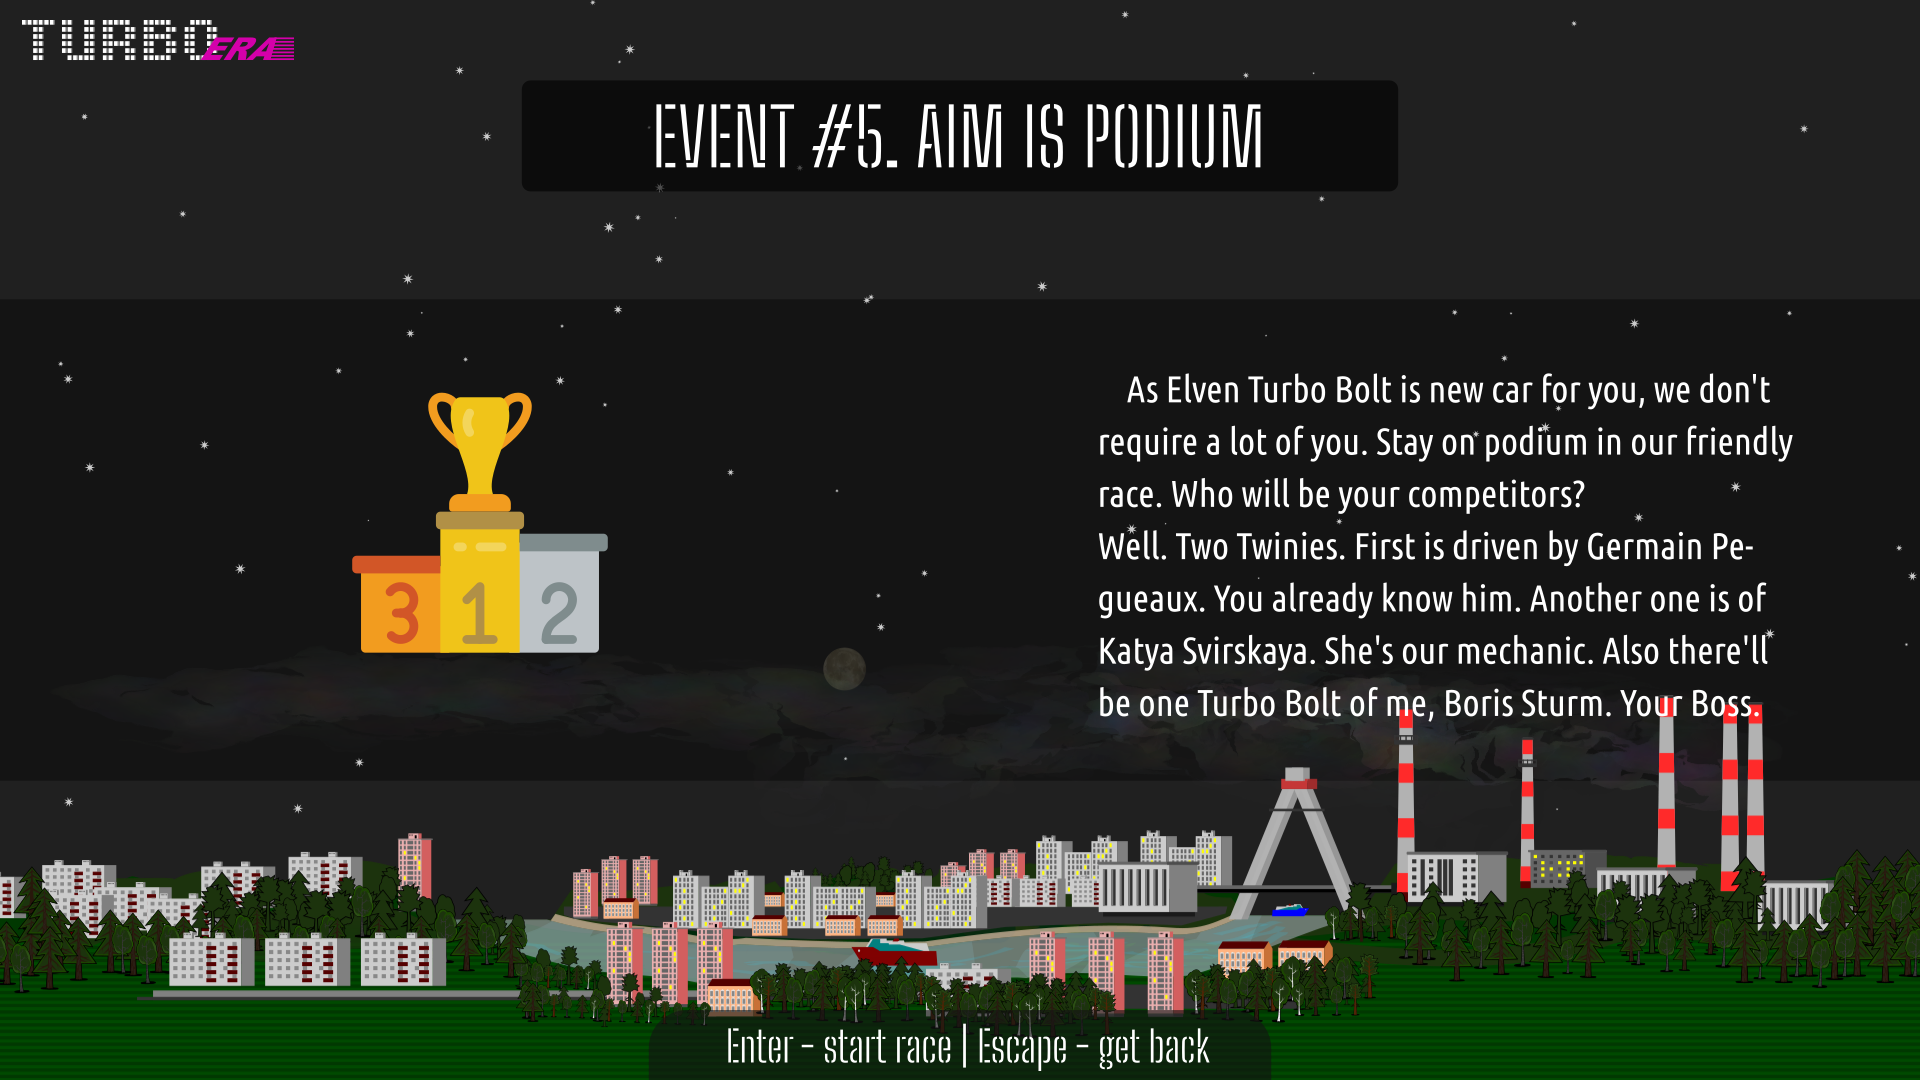 TURBO ERA
EVENT #5. AIM IS PODIUM
As Elven Turbo Bolt is new car for you, we don't
require a lot of you. Stay on podium in our friendly
race. Who will be your competitors?
Well. Two Twinies. First is driven by Germain Pe-
gueaux. You already know him. Another one is of
Katya Svirskaya. She's our mechanic. Also there'll
be one Turbo Bolt of me, Boris Sturm. Your Boss.
3 1 2
Enter - start race | Escape - get back